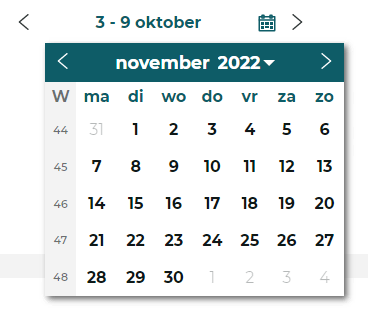 3 - 9 oktober
november 2022
W ma di wo do vr za zo
44 31 1 2 3 4 5 6
45 7 8 9 10 11 12 13
46 14 15 16 17 18 19 20
47 21 22 23 24 25 26 27
48 28 29 30 1 2 3 4